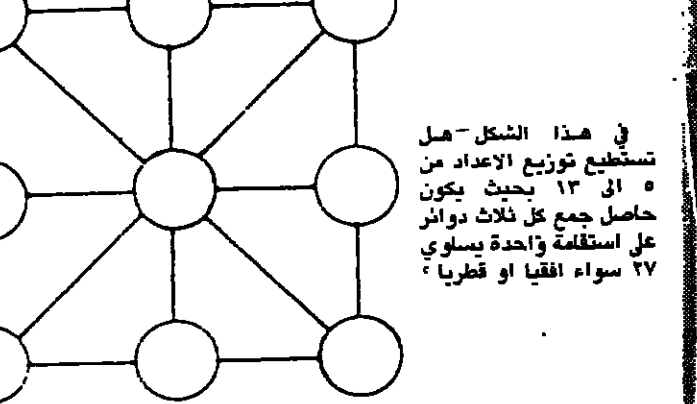 في هذا الشكل - هل
تستطيع توزيع الاعداد من
٥ الى ١٣ بحيث يكون
حاصل جمع كل ثلاث دوائر
على استقامة واحدة يساوي
٢٧ سواء افقيا او قطريا ؟